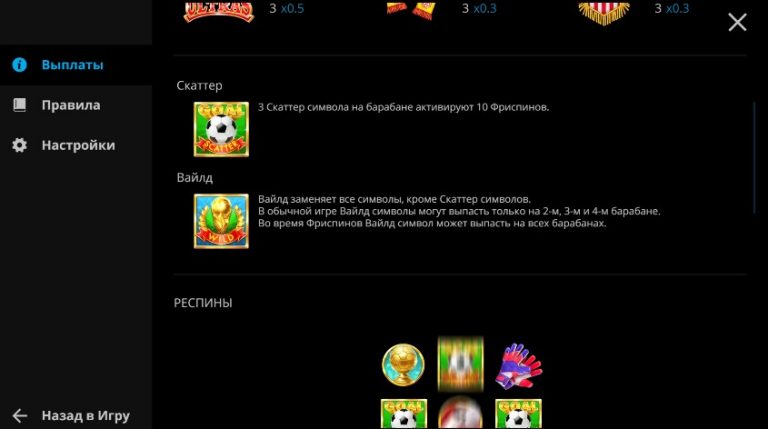 ULTRAS
3 x0.5
3 x0.3
3 x0.3
Выплаты
Правила
Настройки
Назад в Игру
Скаттер
GOAL
SCATTER
3 Скаттер символа на барабане активируют 10 Фриспинов.
Вайлд
WILD
Вайлд заменяет все символы, кроме Скаттер символов.
В обычной игре Вайлд символы могут выпасть только на 2-м, 3-м и 4-м барабане.
Во время Фриспинов Вайлд символ может выпасть на всех барабанах.
РЕСПИНЫ
GOAL
GOAL